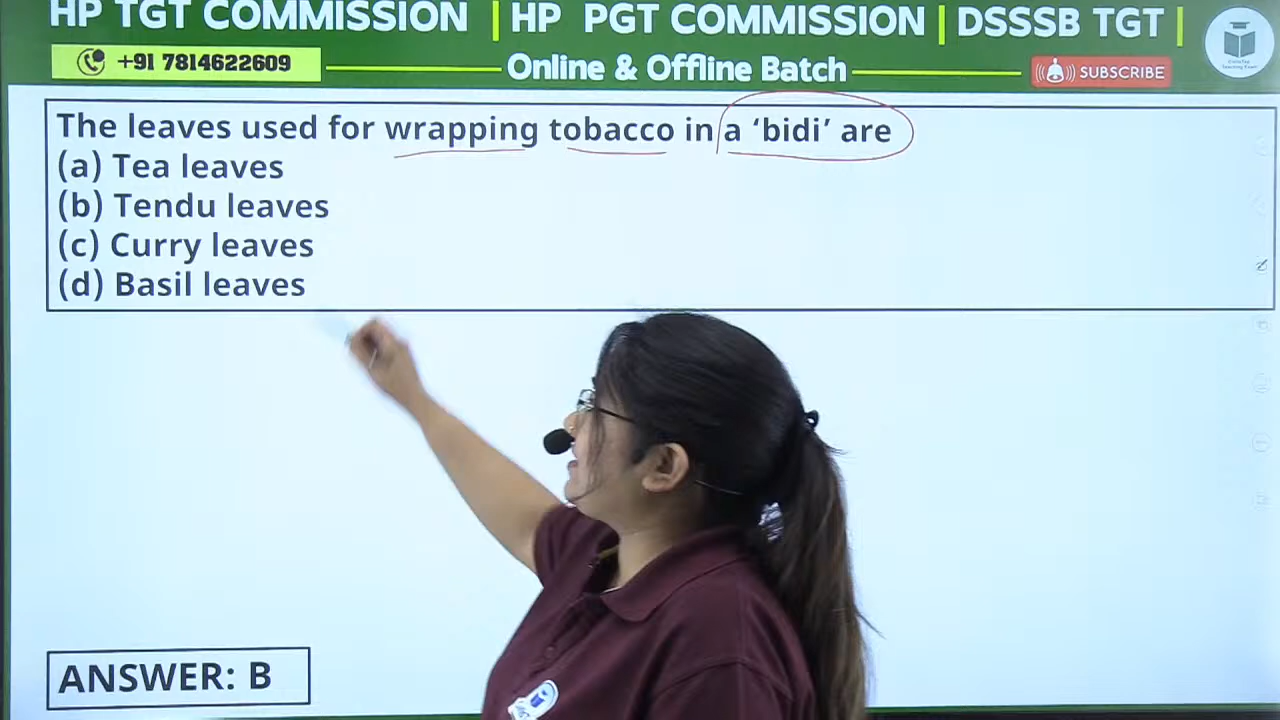 HP TGT COMMISSION | HP PGT COMMISSION | DSSSB TGT |
+91 7814622609
Online & Offline Batch
SUBSCRIBE
The leaves used for wrapping tobacco in a ‘bidi’ are
(a) Tea leaves
(b) Tendu leaves
(c) Curry leaves
(d) Basil leaves
ANSWER: B